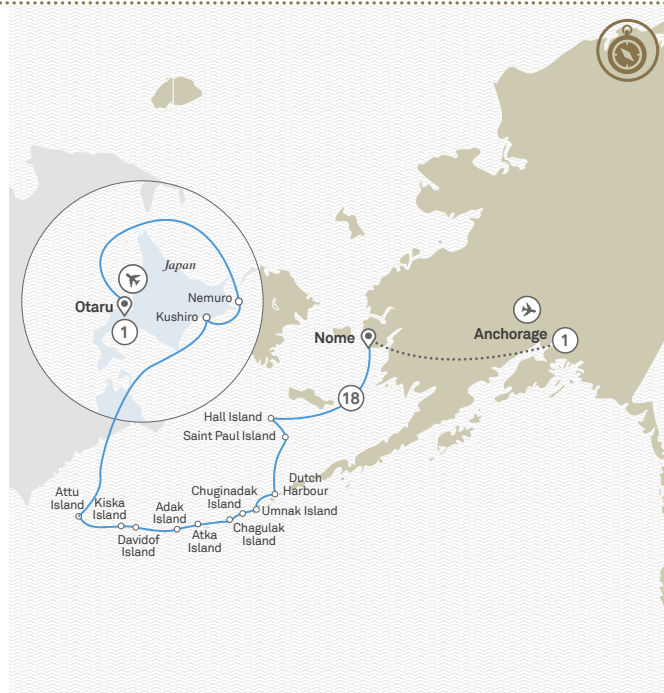 Japan
Otaru
1
Nemuro
Kushiro
Nome
Anchorage
1
18
Hall Island
Saint Paul Island
Dutch
Harbour
Attu
Island
Kiska
Island
Davidof
Island
Adak
Island
Atka
Island
Chuginadak
Island
Chagulak
Island
Umnak Island